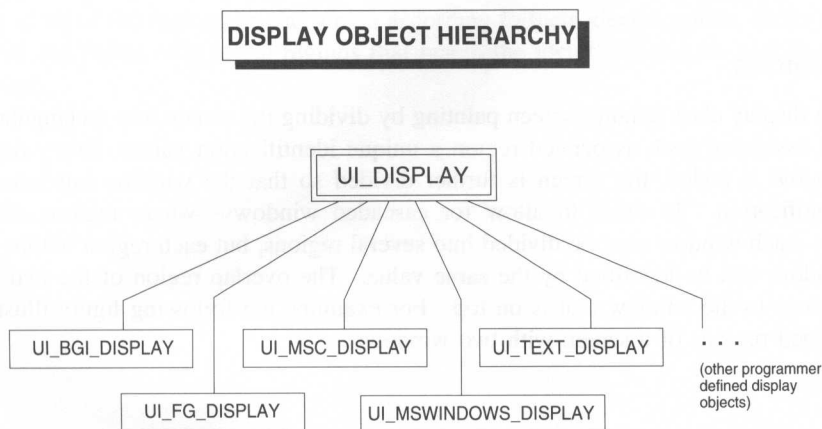 DISPLAY OBJECT HIERARCHY
UI_DISPLAY
UI_BGI_DISPLAY
UI_MSC_DISPLAY
UI_TEXT_DISPLAY
. . .
(other programmer
defined display
objects)
UI_FG_DISPLAY
UI_MSWINDOWS_DISPLAY